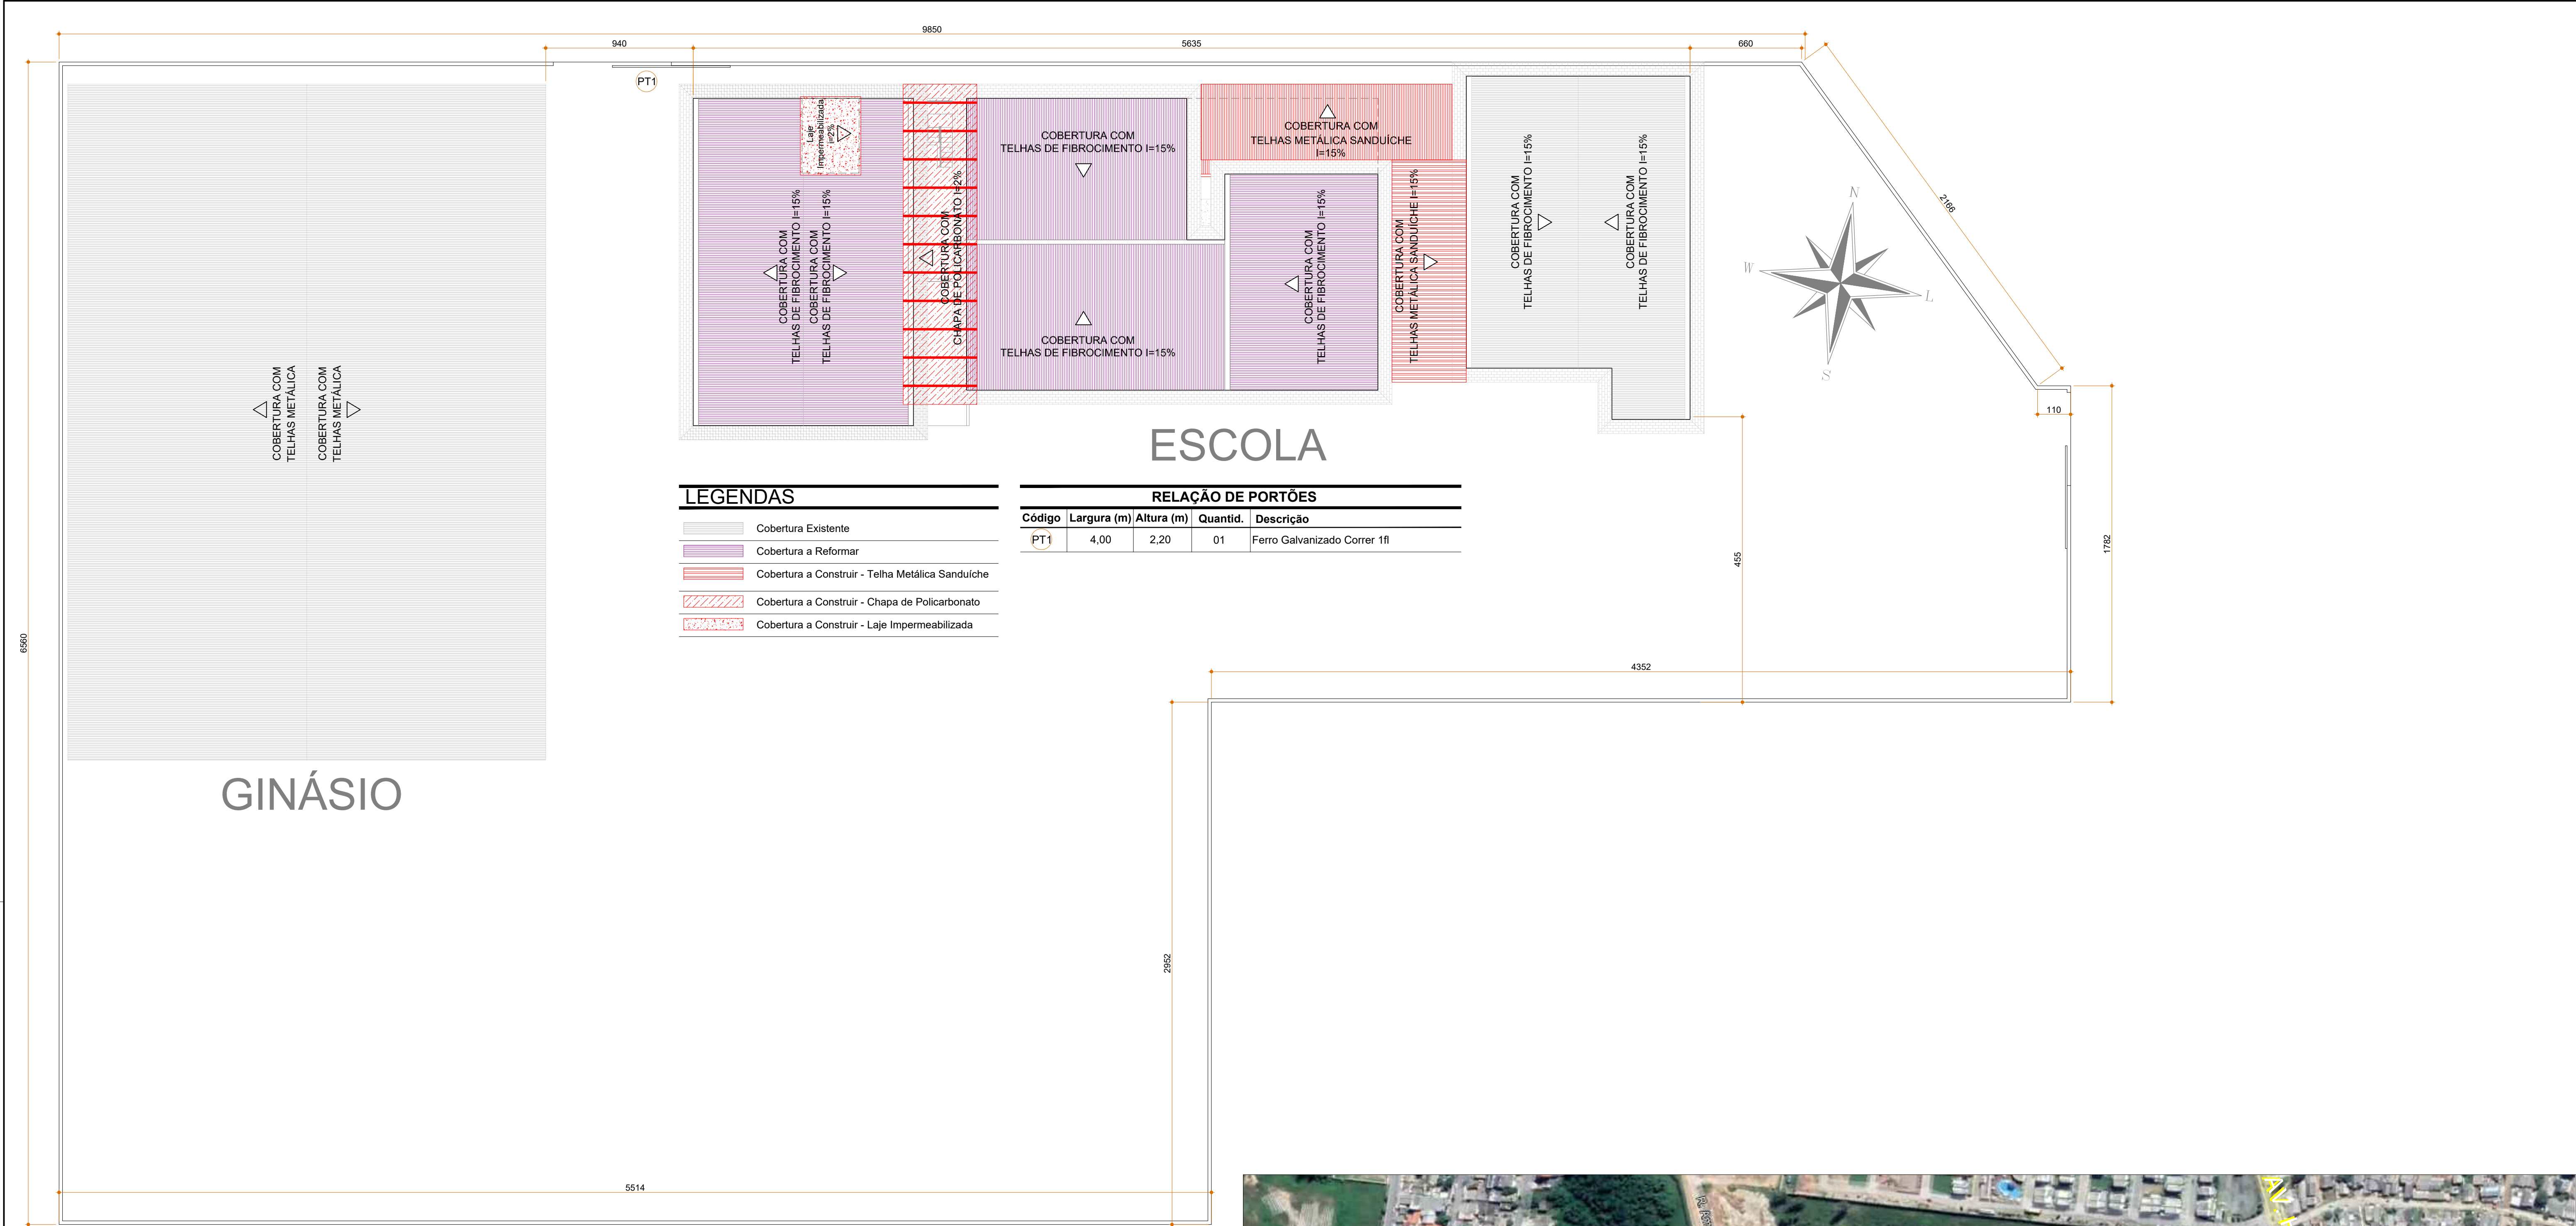 9850
940
5635
660
PT1
2166
6560
Laje
Impermeabilizada
i=2%
COBERTURA COM
TELHAS DE FIBROCIMENTO I=15%
COBERTURA COM
TELHAS DE FIBROCIMENTO I=15%
COBERTURA COM
CHAPA DE POLICARBONATO I=2%
COBERTURA COM
TELHAS DE FIBROCIMENTO I=15%
COBERTURA COM
TELHAS DE FIBROCIMENTO I=15%
COBERTURA COM
TELHAS METÁLICA SANDUÍCHE
I=15%
COBERTURA COM
TELHAS DE FIBROCIMENTO I=15%
COBERTURA COM
TELHAS METÁLICA SANDUÍCHE I=15%
COBERTURA COM
TELHAS DE FIBROCIMENTO I=15%
COBERTURA COM
TELHAS DE FIBROCIMENTO I=15%
N
W
L
S
COBERTURA COM
TELHAS METÁLICA
COBERTURA COM
TELHAS METÁLICA
110
ESCOLA
LEGENDAS
Cobertura Existente
Cobertura a Reformar
Cobertura a Construir - Telha Metálica Sanduíche
Cobertura a Construir - Chapa de Policarbonato
Cobertura a Construir - Laje Impermeabilizada
RELAÇÃO DE PORTÕES
Código Largura (m) Altura (m) Quantid. Descrição
PT1 4,00 2,20 01 Ferro Galvanizado Correr 1fl
455
1782
4352
GINÁSIO
2952
5514